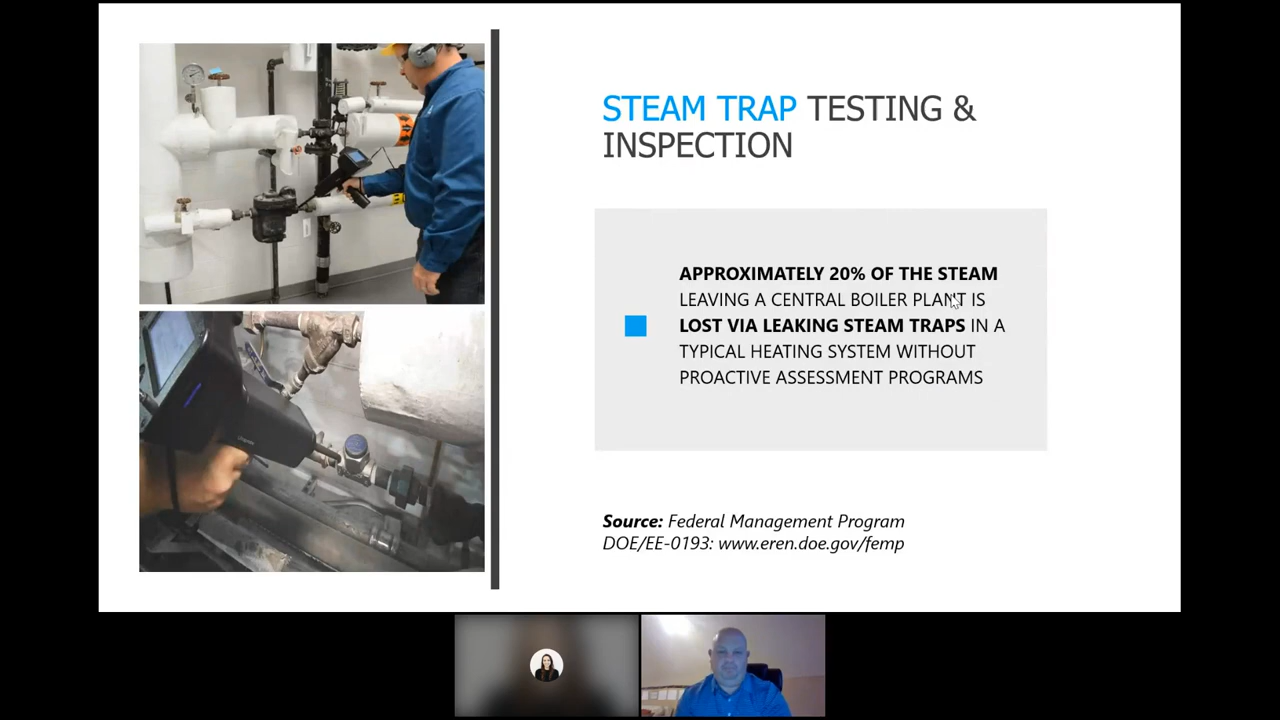 STEAM TRAP TESTING &
INSPECTION
APPROXIMATELY 20% OF THE STEAM
LEAVING A CENTRAL BOILER PLANT IS
LOST VIA LEAKING STEAM TRAPS IN A
TYPICAL HEATING SYSTEM WITHOUT
PROACTIVE ASSESSMENT PROGRAMS
Source: Federal Management Program
DOE/EE-0193: www.eren.doe.gov/femp